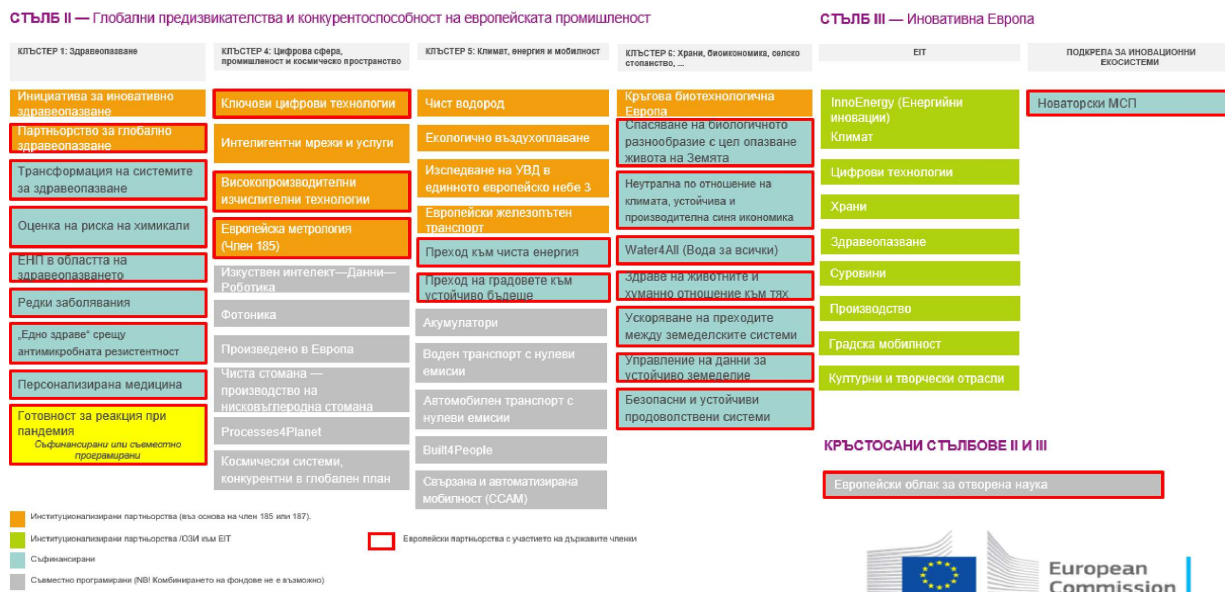 СТЪЛБ II — Глобални предизвикателства и конкурентоспособност на европейската промишленост
КЛЪСТЕР 1: Здравеопазване
Инициатива за иновативно
здравеопазване
Партньорство за глобално
здравеопазване
Трансформация на системите
за здравеопазване
Оценка на риска на химикали
ЕНП в областта на
здравеопазването
Редки заболявания
„Едно здраве“ срещу
антимикробната резистентност
Персонализирана медицина
Готовност за реакция при
пандемия
Съфинансирани или съвместно
програмирани
КЛЪСТЕР 4: Цифрова сфера,
промишленост и космическо пространство
Ключови цифрови технологии
Интелигентни мрежи и услуги
Високопроизводителни
изчислителни технологии
Европейска метрология
(Член 185)
Изкуствен интелект—Данни—
Роботика
Фотоника
Произведено в Европа
Чиста стомана —
производство на
нисковъглеродна стомана
Processes4Planet
Космически системи,
конкурентни в глобален план
КЛЪСТЕР 5: Климат, енергия и мобилност
Чист водород
Екологично въздухоплаване
Изследване на УВД в
единното европейско небе 3
Европейски железопътен
транспорт
Преход към чиста енергия
Преход на градовете към
устойчиво бъдеще
Акумулатори
Воден транспорт с нулеви
емисии
Автомобилен транспорт с
нулеви емисии
Built4People
Свързана и автоматизирана
мобилност (CCAM)
КЛЪСТЕР 6: Храни, биоикономика, селско
стопанство, ...
Кръгова биотехнологична
Европа
Спасяване на биологичното
разнообразие с цел опазване
живота на Земята
Неутрална по отношение на
климата, устойчива и
производителна синя икономика
Water4All (Вода за всички)
Здраве на животните и
хуманно отношение към тях
Ускоряване на преходите
между земеделските системи
Управление на данни за
устойчиво земеделие
Безопасни и устойчиви
продоволствени системи
СТЪЛБ III — Иновативна Европа
EIT
InnoEnergy (Енергийни
иновации)
Климат
Цифрови технологии
Храни
Здравеопазване
Суровини
Производство
Градска мобилност
Културни и творчески отрасли
ПОДКРЕПА ЗА ИНОВАЦИОННИ
ЕКОСИСТЕМИ
Новаторски МСП
КРЪСТОСАНИ СТЪЛБОВЕ II И III
Европейски облак за отворена наука
Институционализирани партньорства (въз основа на член 185 или 187).
Институционализирани партньорства /ОЗИ към EIT
Съфинансирани
Съвместно програмирани (NB! Комбинирането на фондове не е възможно)
Европейски партньорства с участието на държавите членки
European
Commission